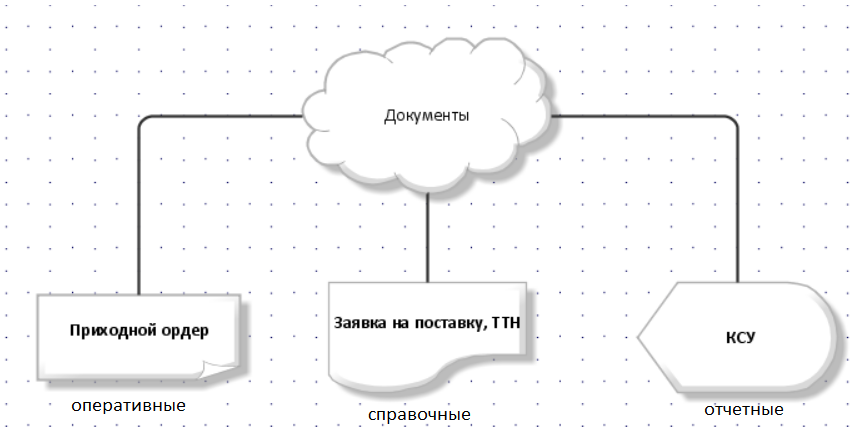 Документы
Приходной ордер
Заявка на поставку, ТТН
КСУ
оперативные
справочные
отчетные